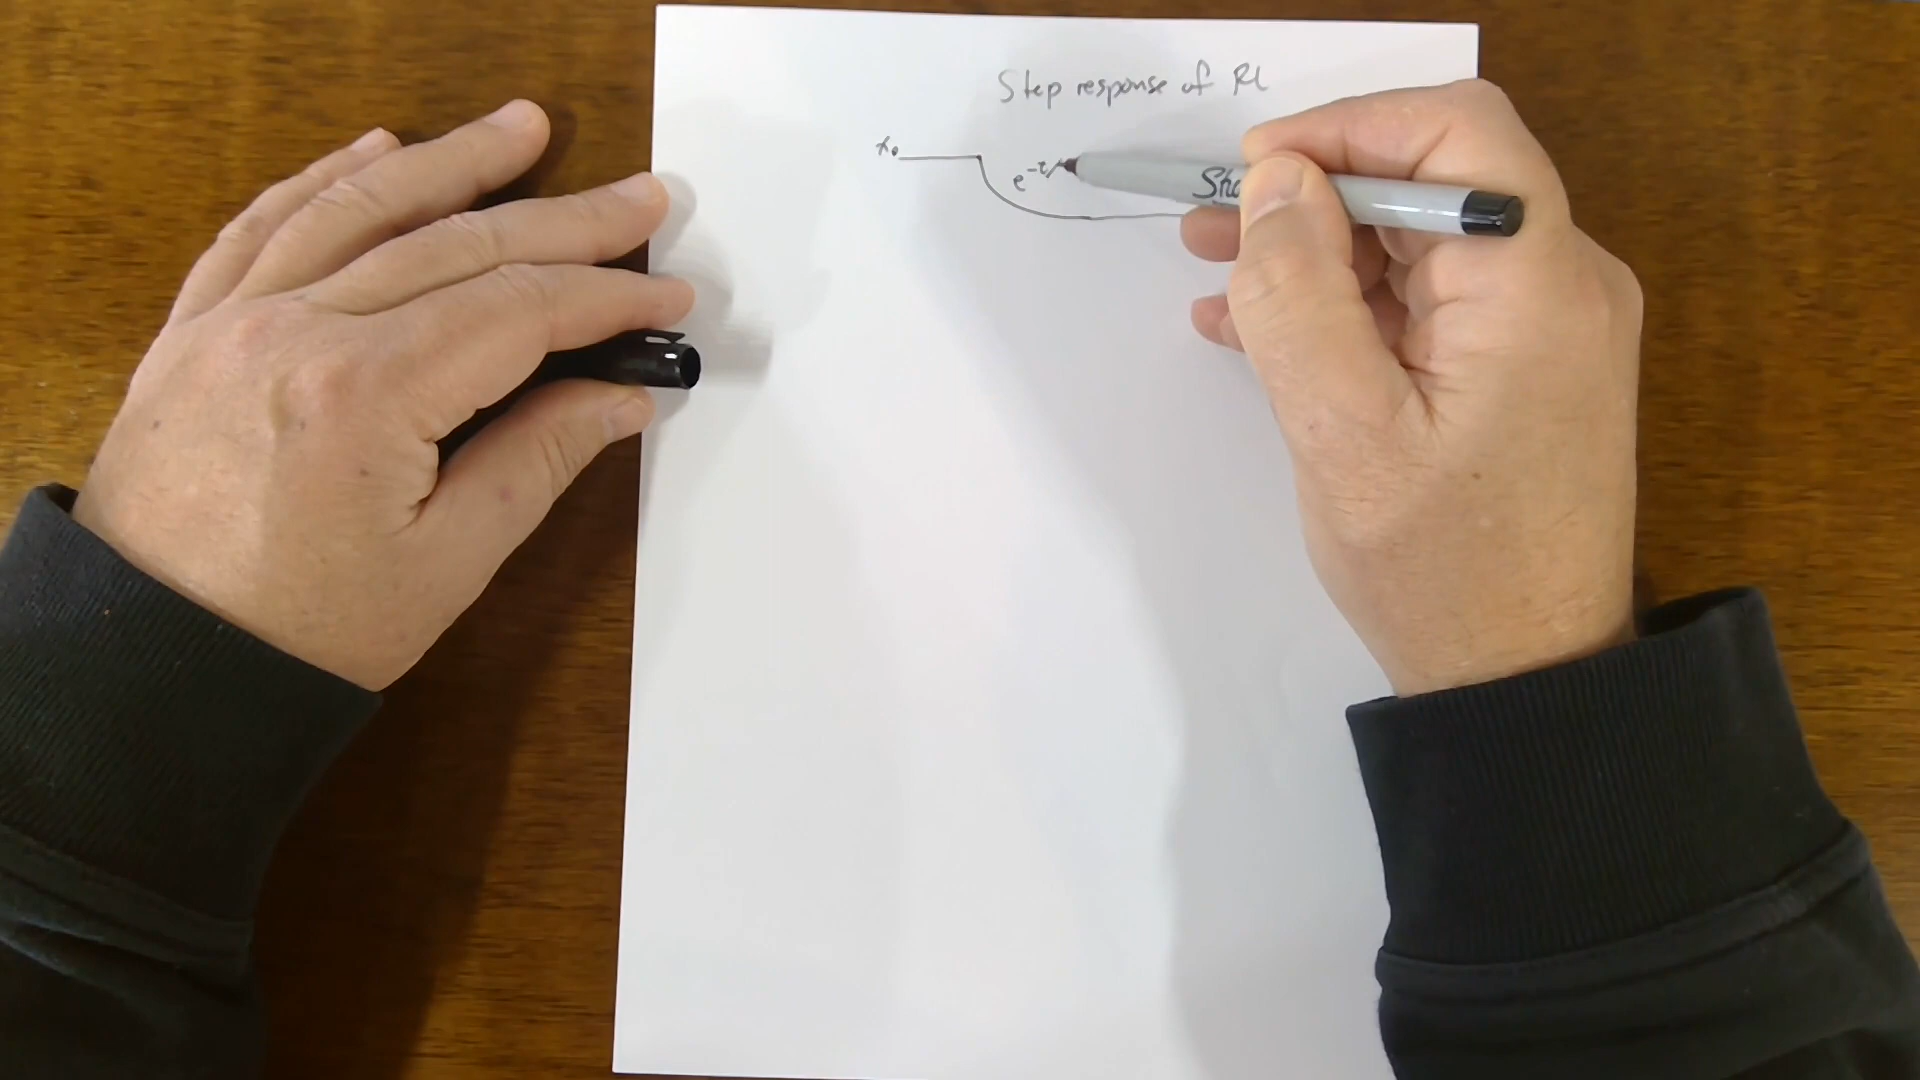 Step response of RL
x₀
e^-t/
Sha